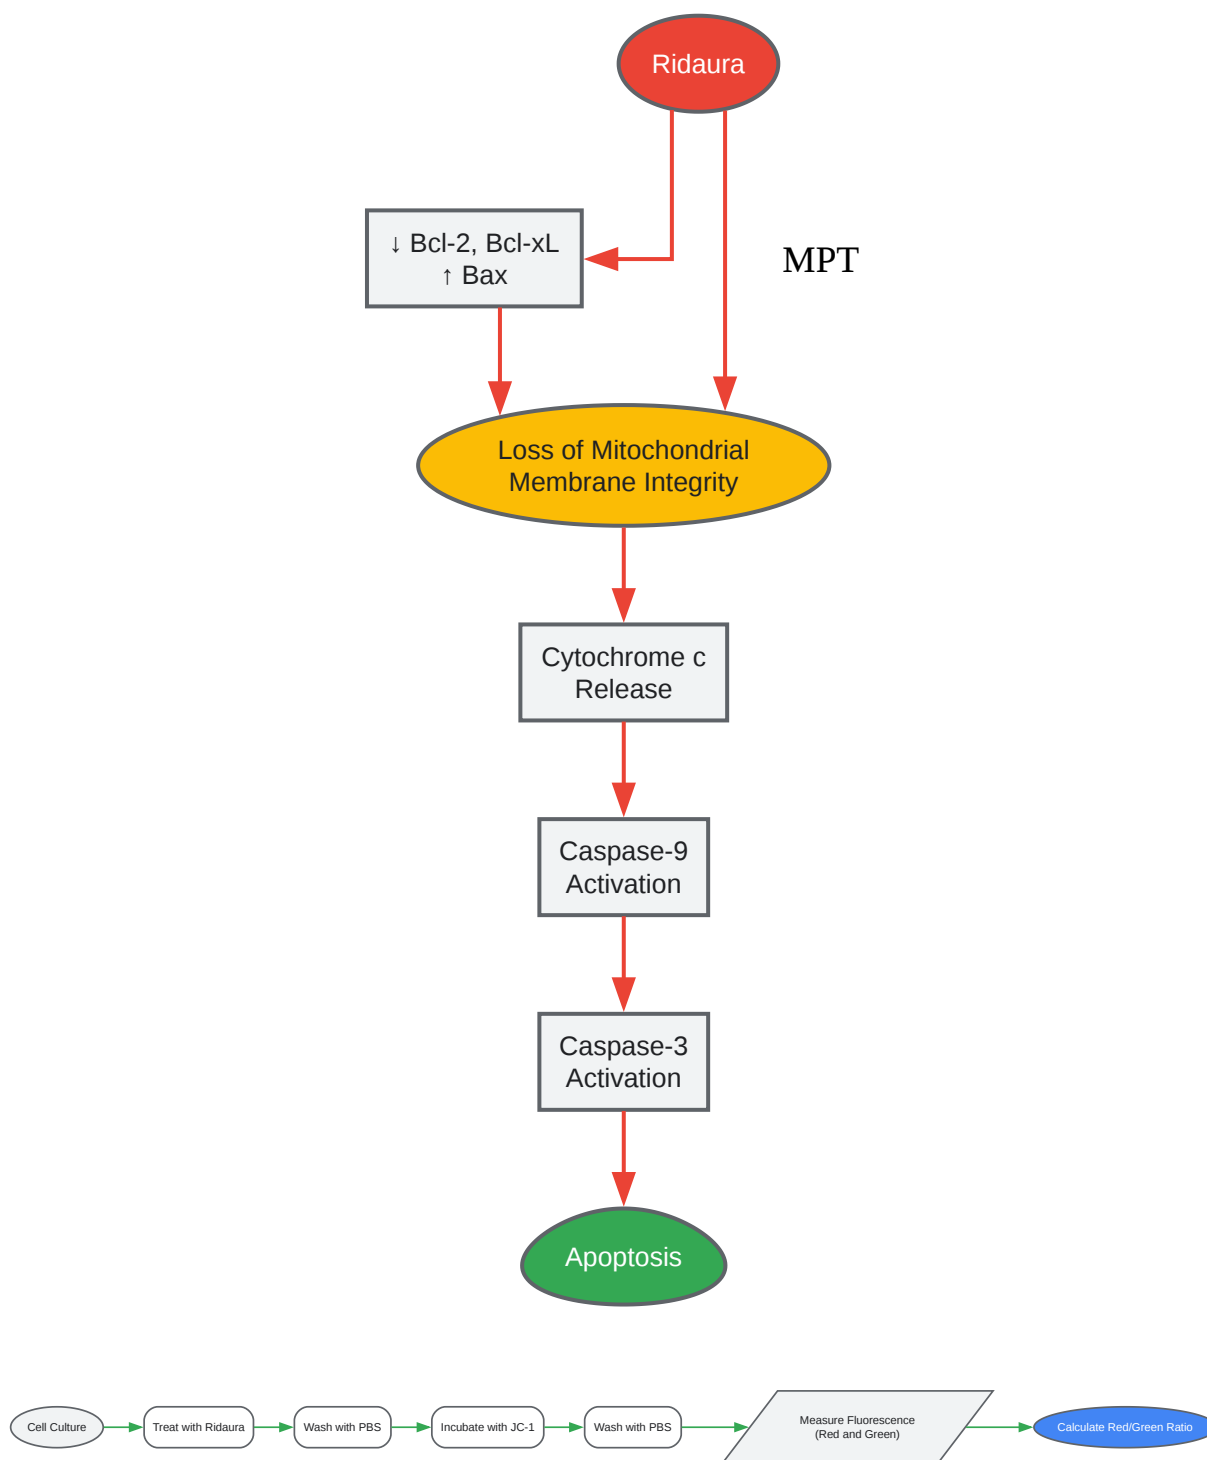 Ridaura
↓ Bcl-2, Bcl-xL
↑ Bax
MPT
Loss of Mitochondrial
Membrane Integrity
Cytochrome c
Release
Caspase-9
Activation
Caspase-3
Activation
Apoptosis
Cell Culture
Treat with Ridaura
Wash with PBS
Incubate with JC-1
Wash with PBS
Measure Fluorescence
(Red and Green)
Calculate Red/Green Ratio